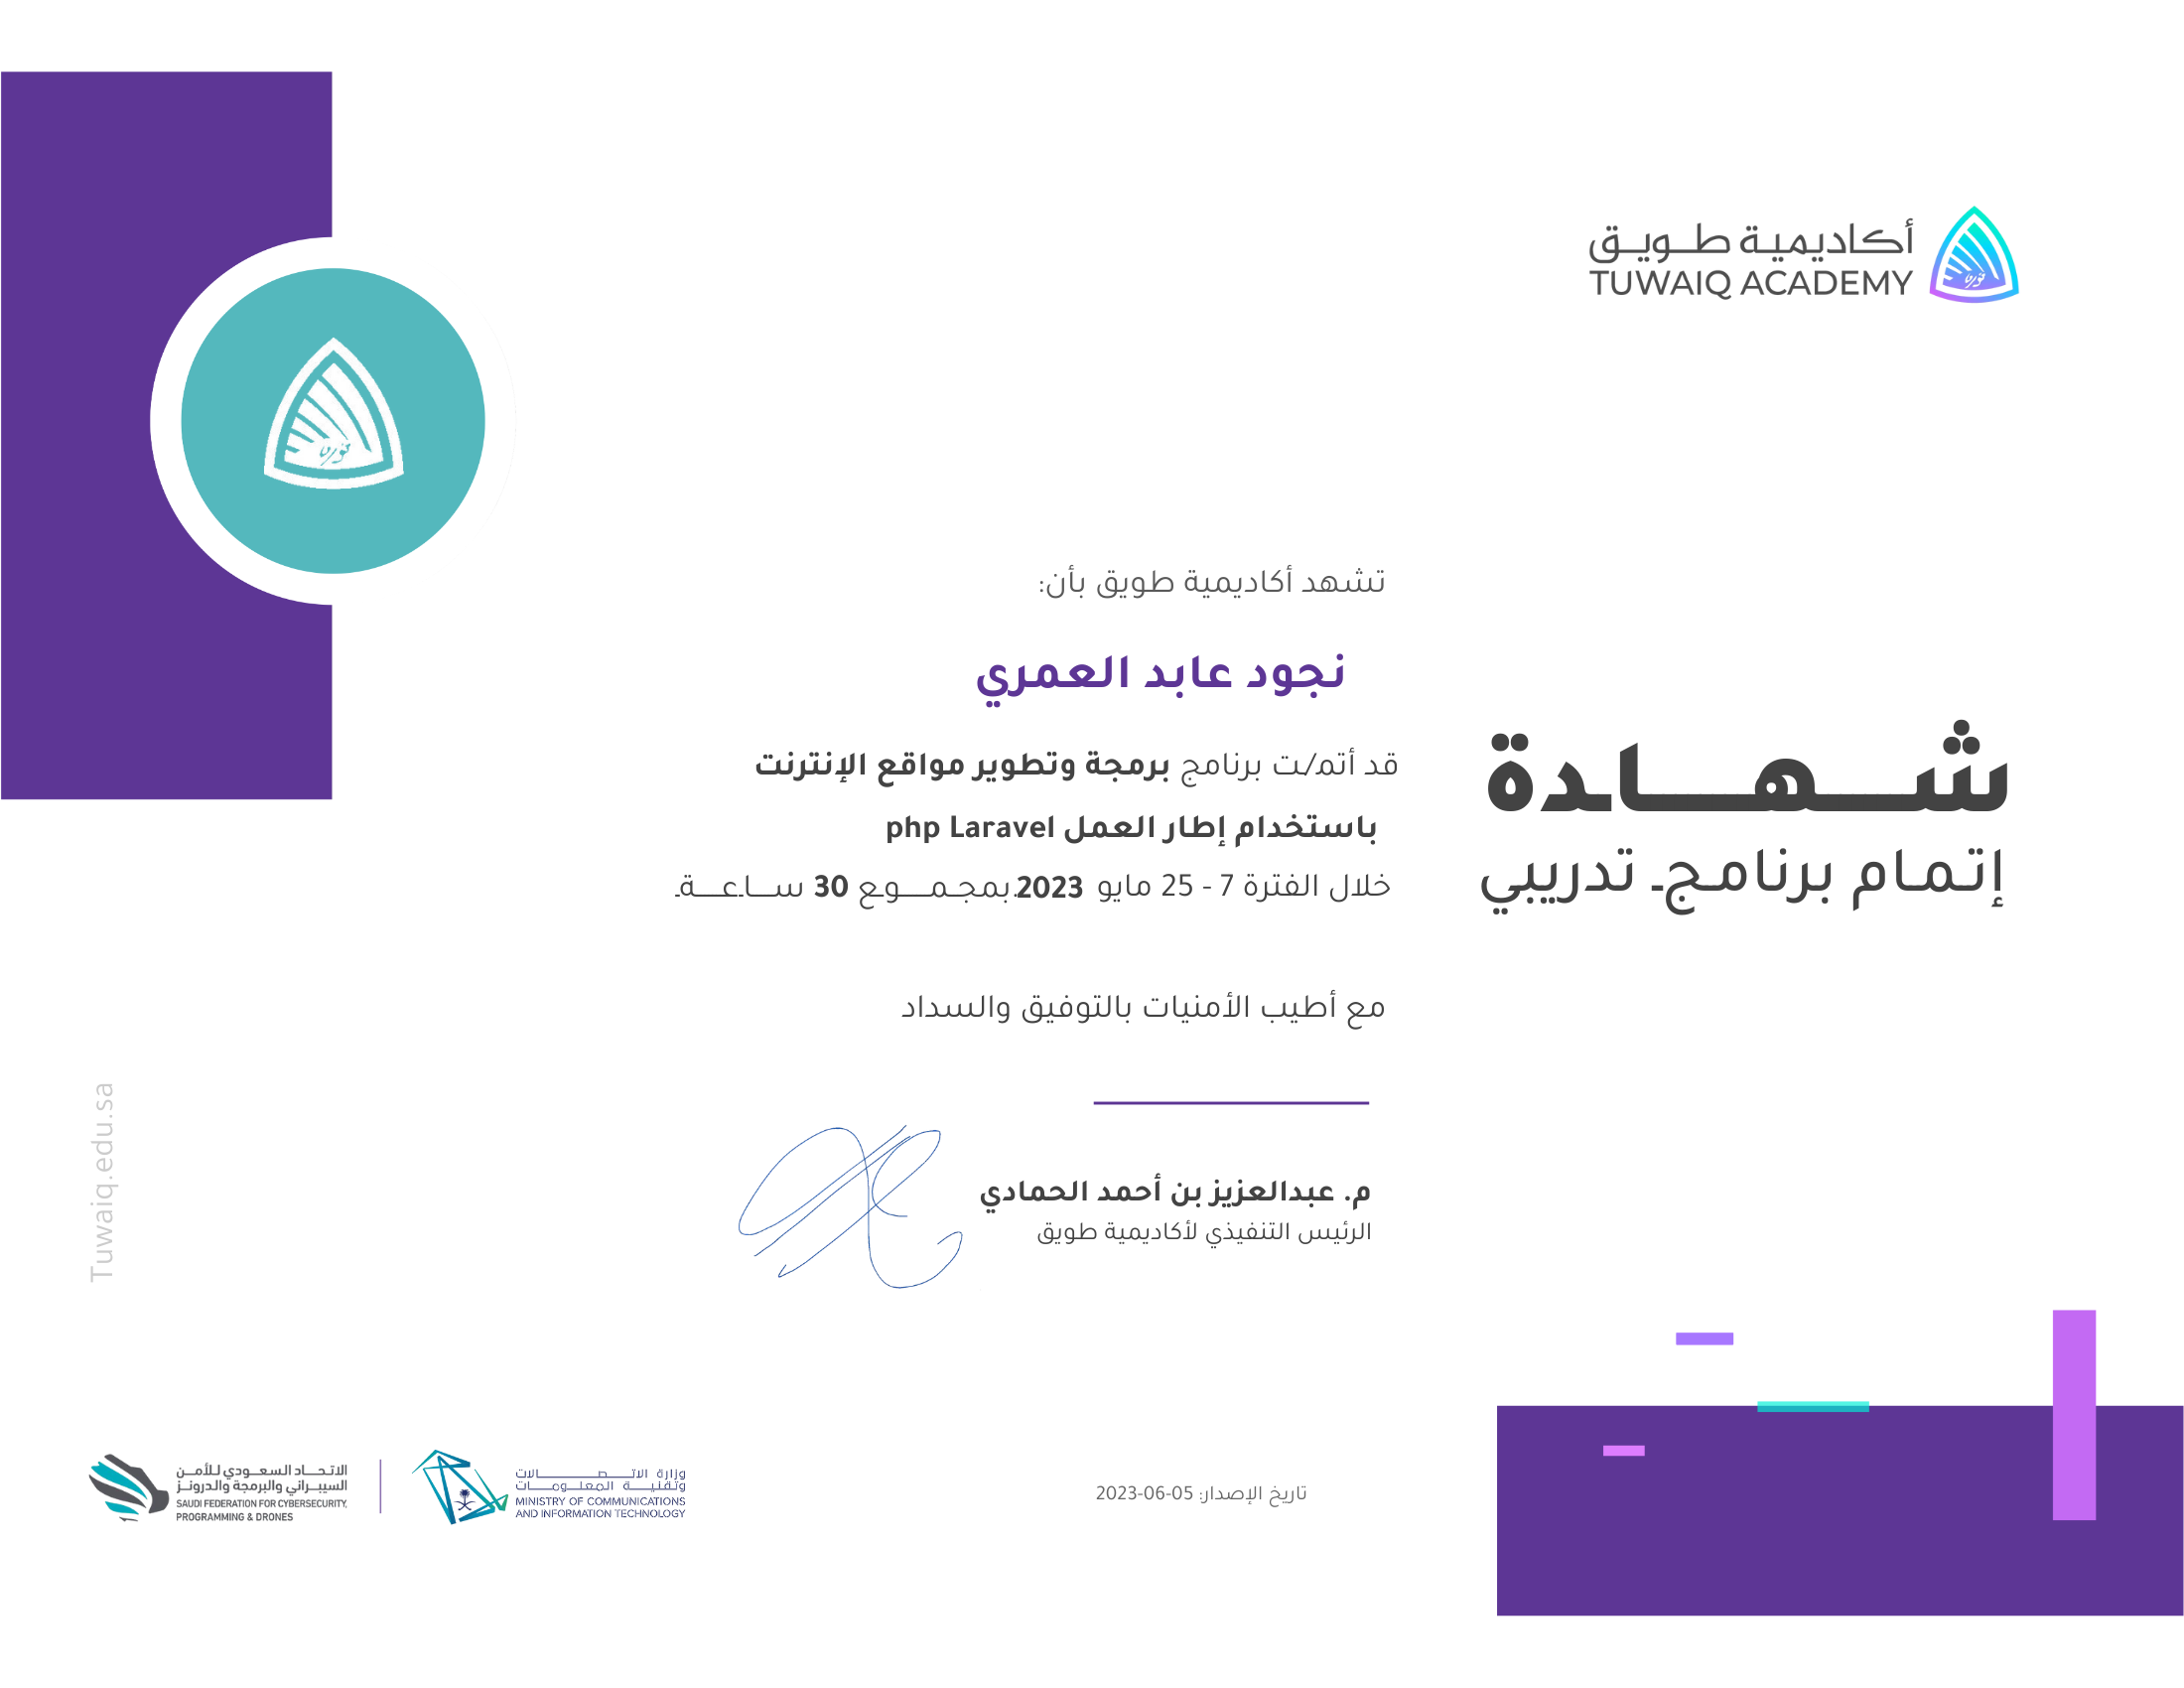 أكاديمية طويق
TUWAIQ ACADEMY
شهادة
إتمام برنامج تدريبي
تشهد أكاديمية طويق بأن:
نجود عابد العمري
قد أتم/ت برنامج برمجة وتطوير مواقع الإنترنت
باستخدام إطار العمل php Laravel
خلال الفترة 7 - 25 مايو 2023.بمجموع 30 ساعة
مع أطيب الأمنيات بالتوفيق والسداد
م. عبدالعزيز بن أحمد الحمادي
الرئيس التنفيذي لأكاديمية طويق
تاريخ الإصدار: 05-06-2023
وزارة الاتصالات
وتقنية المعلومات
MINISTRY OF COMMUNICATIONS
AND INFORMATION TECHNOLOGY
الاتحاد السعودي للأمن
السيبراني والبرمجة والدرونز
SAUDI FEDERATION FOR CYBERSECURITY,
PROGRAMMING & DRONES
Tuwaiq.edu.sa